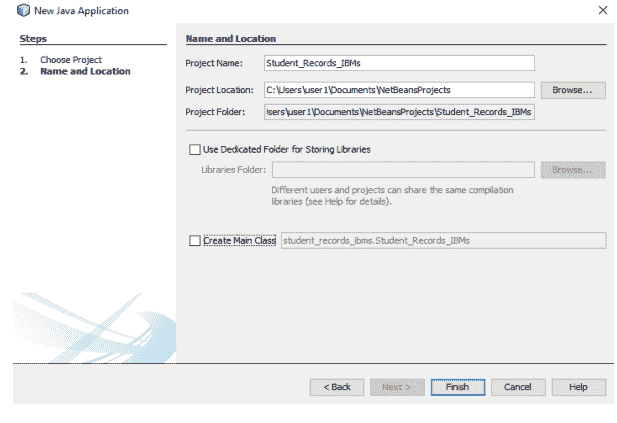 New Java Application
Steps
1. Choose Project
2. Name and Location
Name and Location
Project Name: Student_Records_IBMs
Project Location: C:\Users\user1\Documents\NetBeansProjects Browse...
Project Folder: sers\user1\Documents\NetBeansProjects\Student_Records_IBMs
Use Dedicated Folder for Storing Libraries
Libraries Folder: Browse...
Different users and projects can share the same compilation
libraries (see Help for details).
Create Main Class student_records_ibms.Student_Records_IBMs
< Back Next > Finish Cancel Help